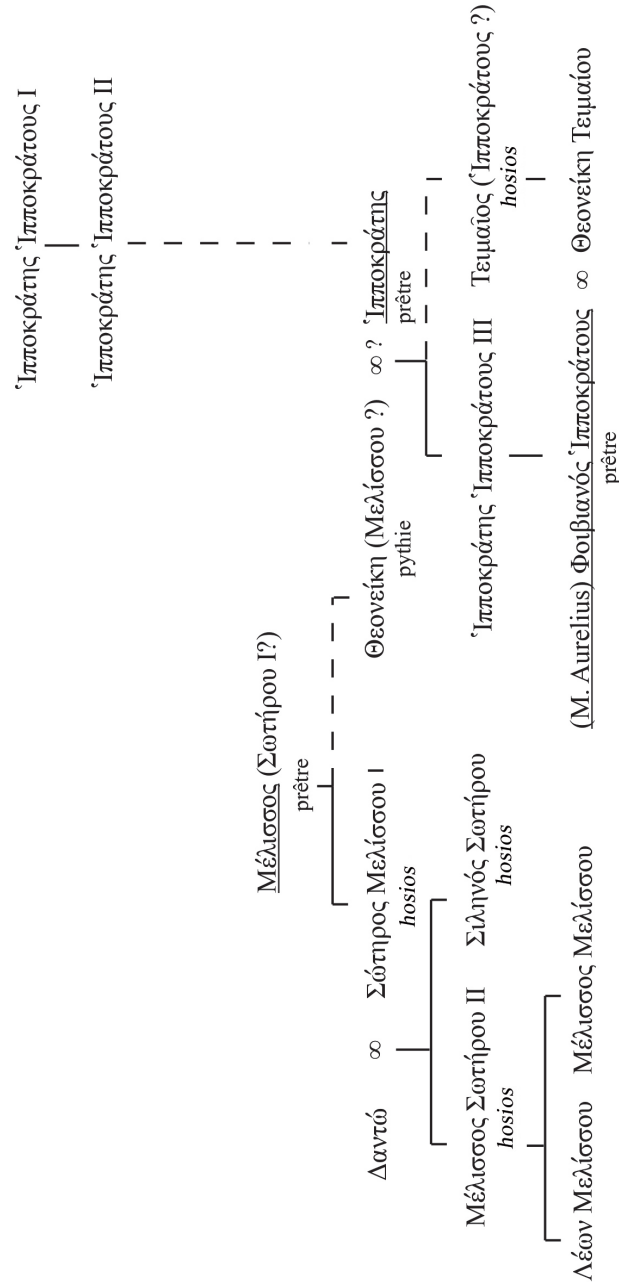 Ἱπποκράτης Ἱπποκράτους I
Ἱπποκράτης Ἱπποκράτους II
Μέλισσος (Σωτήρου I?)
prêtre
Δαντώ ∞ Σώτηρος Μελίσσου I Θεονείκη (Μελίσσου ?) ∞ ? Ἱπποκράτης
hosios pythie prêtre
Μέλισσος Σωτήρου II Σιληνός Σωτήρου Ἱπποκράτης Ἱπποκράτους III Τειμαῖος (Ἱπποκράτους ?)
hosios hosios hosios
Λέων Μελίσσου Μέλισσος Μελίσσου (M. Aurelius) Φοιβιανός Ἱπποκράτους ∞ Θεονείκη Τειμαίου
prêtre